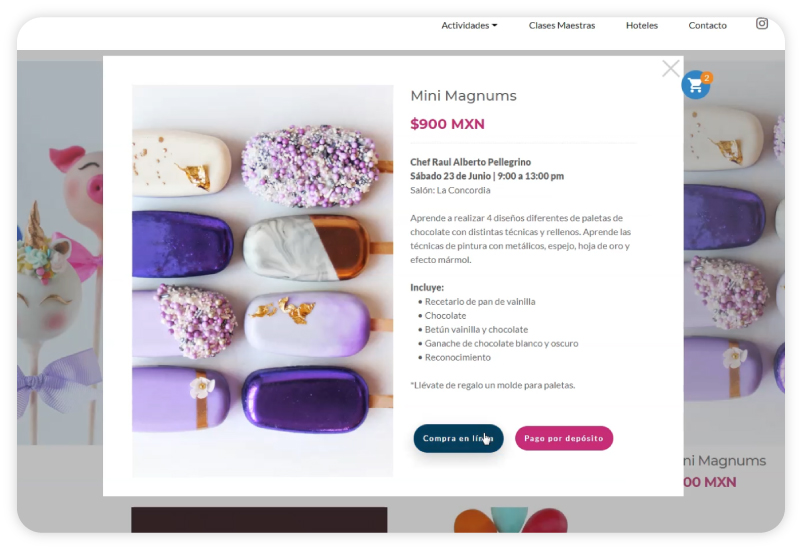 Actividades
Clases Maestras
Hoteles
Contacto
2
Mini Magnums
$900 MXN
Chef Raul Alberto Pellegrino
Sábado 23 de Junio | 9:00 a 13:00 pm
Salón: La Concordia
Aprende a realizar 4 diseños diferentes de paletas de
chocolate con distintas técnicas y rellenos. Aprende las
técnicas de pintura con metálicos, espejo, hoja de oro y
efecto mármol.
Incluye:
• Recetario de pan de vainilla
• Chocolate
• Betún vainilla y chocolate
• Ganache de chocolate blanco y oscuro
• Reconocimiento
*Llévate de regalo un molde para paletas.
Compra en línea
Pago por depósito
ni Magnums
00 MXN